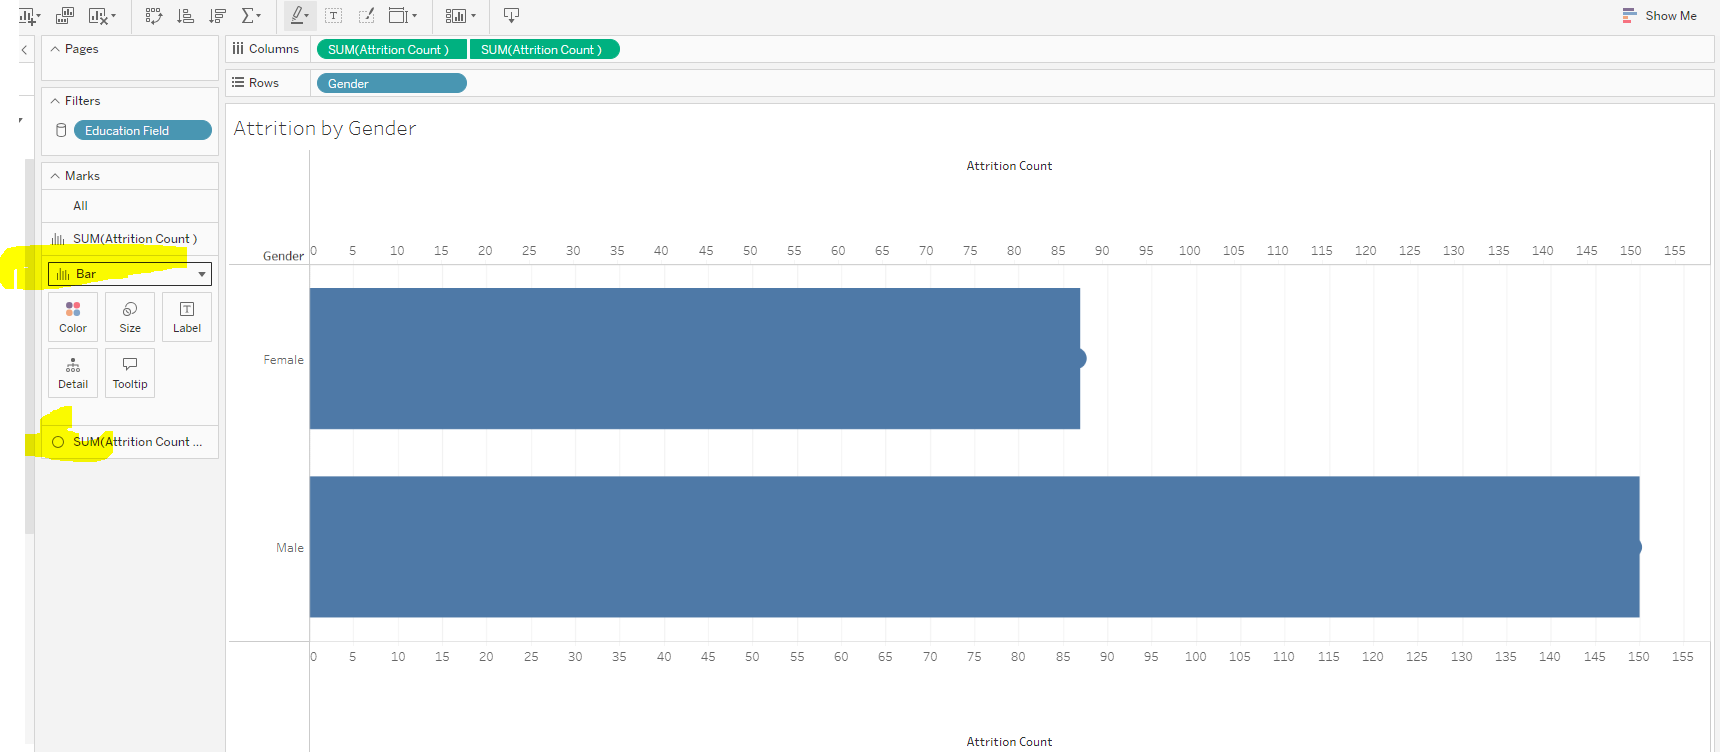 Show Me
Pages
Columns
SUM(Attrition Count )
SUM(Attrition Count )
Rows
Gender
Filters
Education Field
Marks
All
SUM(Attrition Count )
Bar
Color
Size
Label
Detail
Tooltip
SUM(Attrition Count ...
Attrition by Gender
Attrition Count
Gender
0 5 10 15 20 25 30 35 40 45 50 55 60 65 70 75 80 85 90 95 100 105 110 115 120 125 130 135 140 145 150 155
Female
Male
0 5 10 15 20 25 30 35 40 45 50 55 60 65 70 75 80 85 90 95 100 105 110 115 120 125 130 135 140 145 150 155
Attrition Count